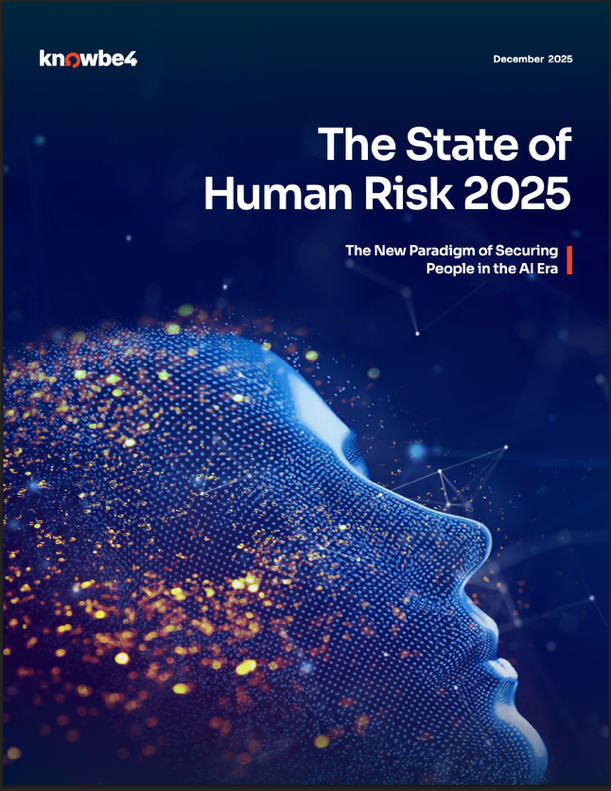 knowbe4
December 2025
The State of
Human Risk 2025
The New Paradigm of Securing
People in the AI Era